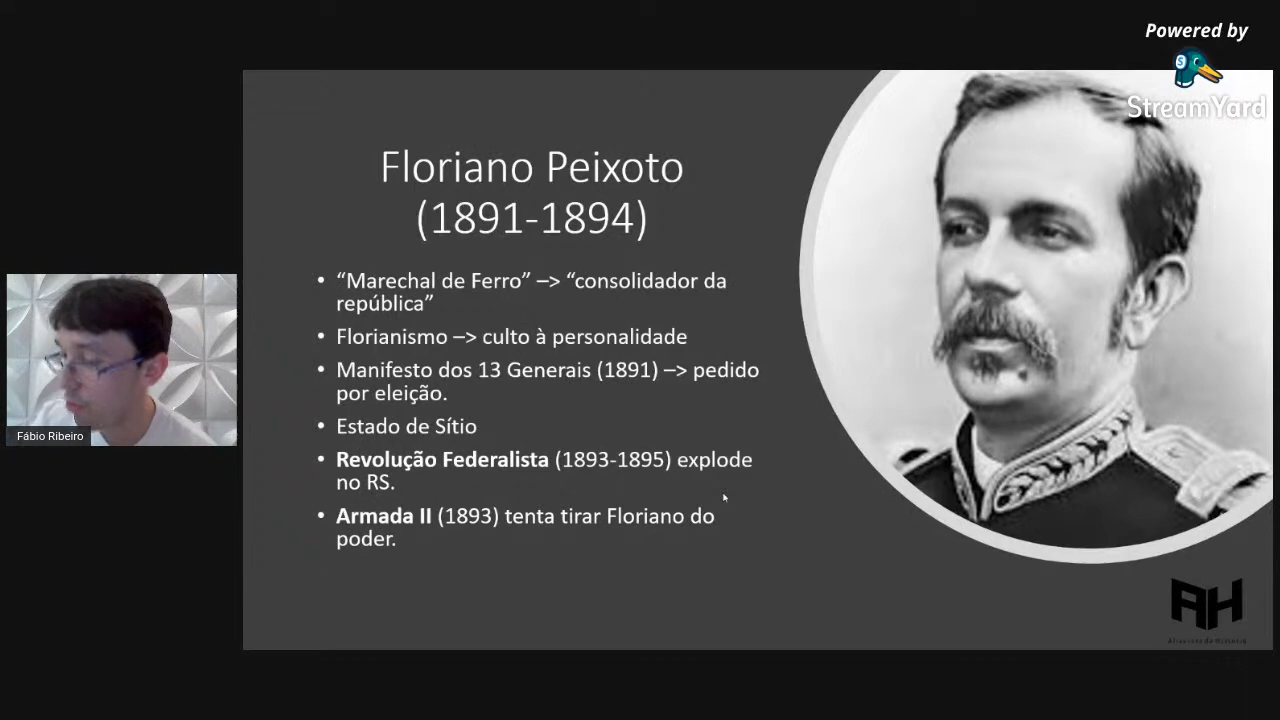 Powered by
StreamYard
Floriano Peixoto
(1891-1894)
• “Marechal de Ferro” –> “consolidador da
república”
• Florianismo –> culto à personalidade
• Manifesto dos 13 Generais (1891) –> pedido
por eleição.
• Estado de Sítio
• Revolução Federalista (1893-1895) explode
no RS.
• Armada II (1893) tenta tirar Floriano do
poder.
Fábio Ribeiro
AH